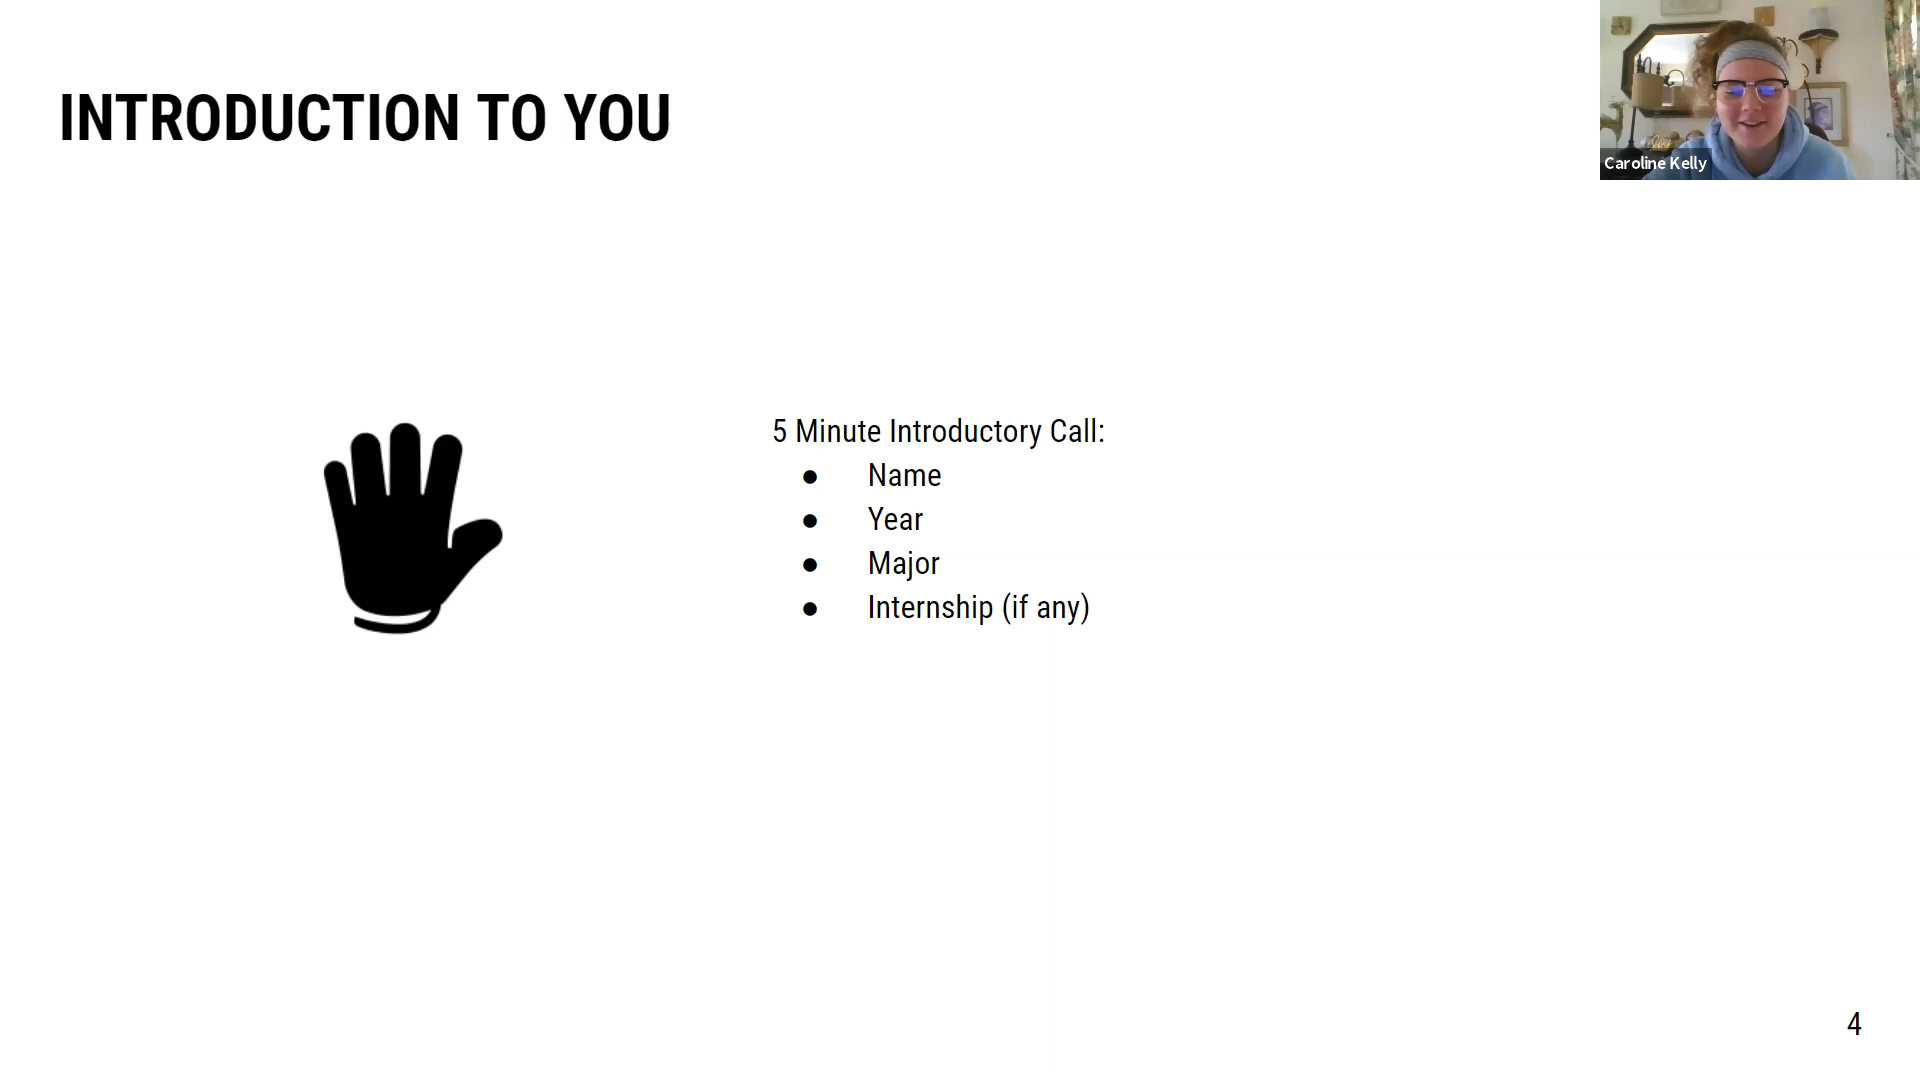 INTRODUCTION TO YOU
Caroline Kelly
5 Minute Introductory Call:
● Name
● Year
● Major
● Internship (if any)
4